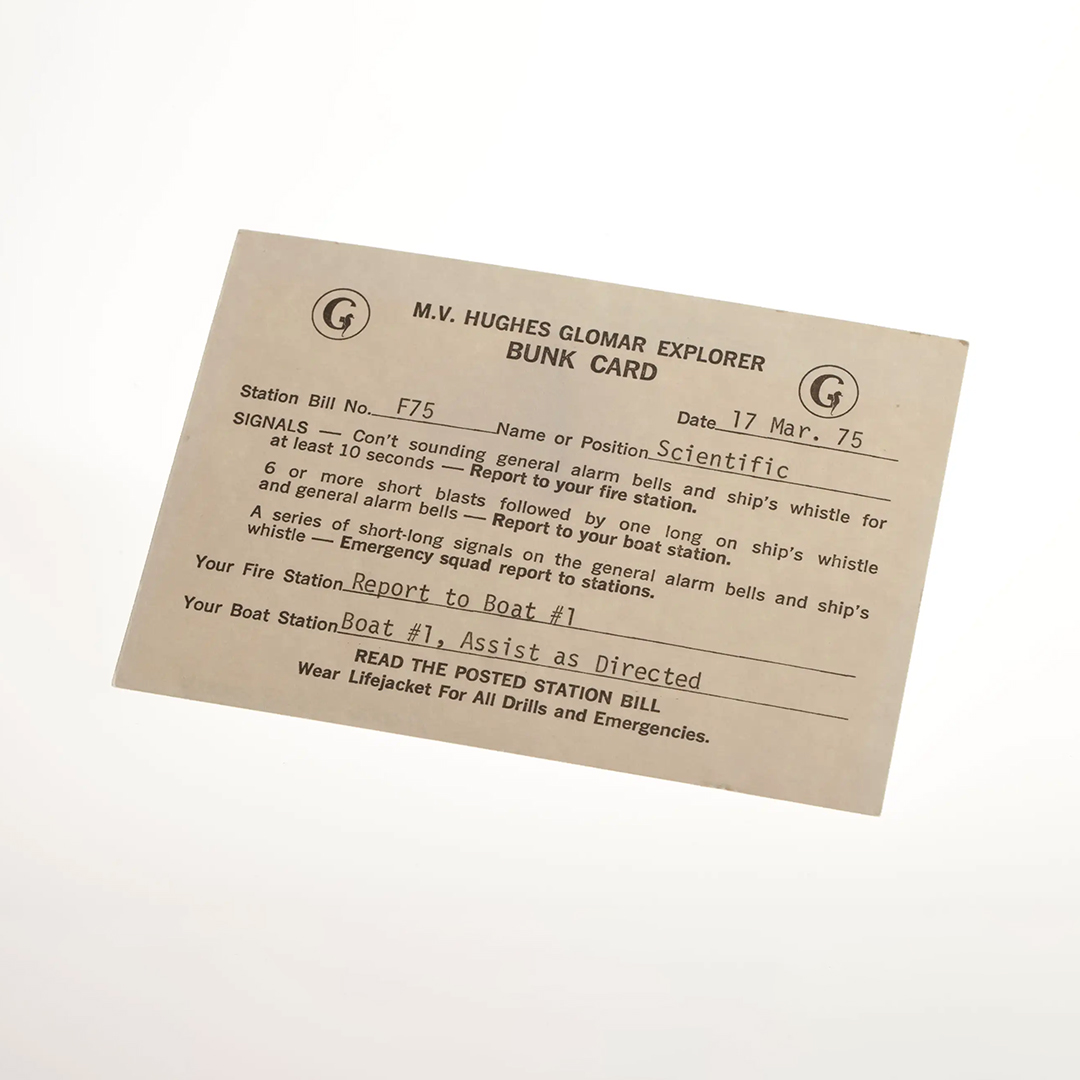 M.V. HUGHES GLOMAR EXPLORER
BUNK CARD
Station Bill No. F75 Date 17 Mar. 75
Name or Position Scientific
SIGNALS — Con't sounding general alarm bells and ship's whistle for
at least 10 seconds — Report to your fire station.
6 or more short blasts followed by one long on ship's whistle
and general alarm bells — Report to your boat station.
A series of short-long signals on the general alarm bells and ship's
whistle — Emergency squad report to stations.
Your Fire Station Report to Boat #1
Your Boat Station Boat #1, Assist as Directed
READ THE POSTED STATION BILL
Wear Lifejacket For All Drills and Emergencies.